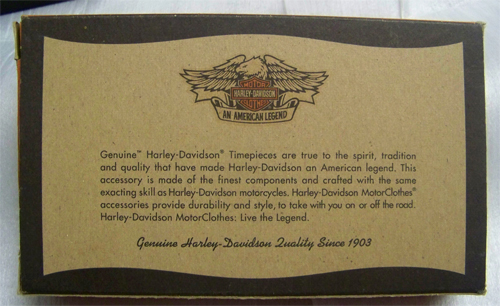 MOTOR
HARLEY-DAVIDSON
CLOTHES
AN AMERICAN LEGEND
Genuine™ Harley-Davidson® Timepieces are true to the spirit, tradition
and quality that have made Harley-Davidson an American legend. This
accessory is made of the finest components and crafted with the same
exacting skill as Harley-Davidson motorcycles. Harley-Davidson MotorClothes®
accessories provide durability and style, to take with you on or off the road.
Harley-Davidson MotorClothes: Live the Legend.
Genuine Harley-Davidson Quality Since 1903